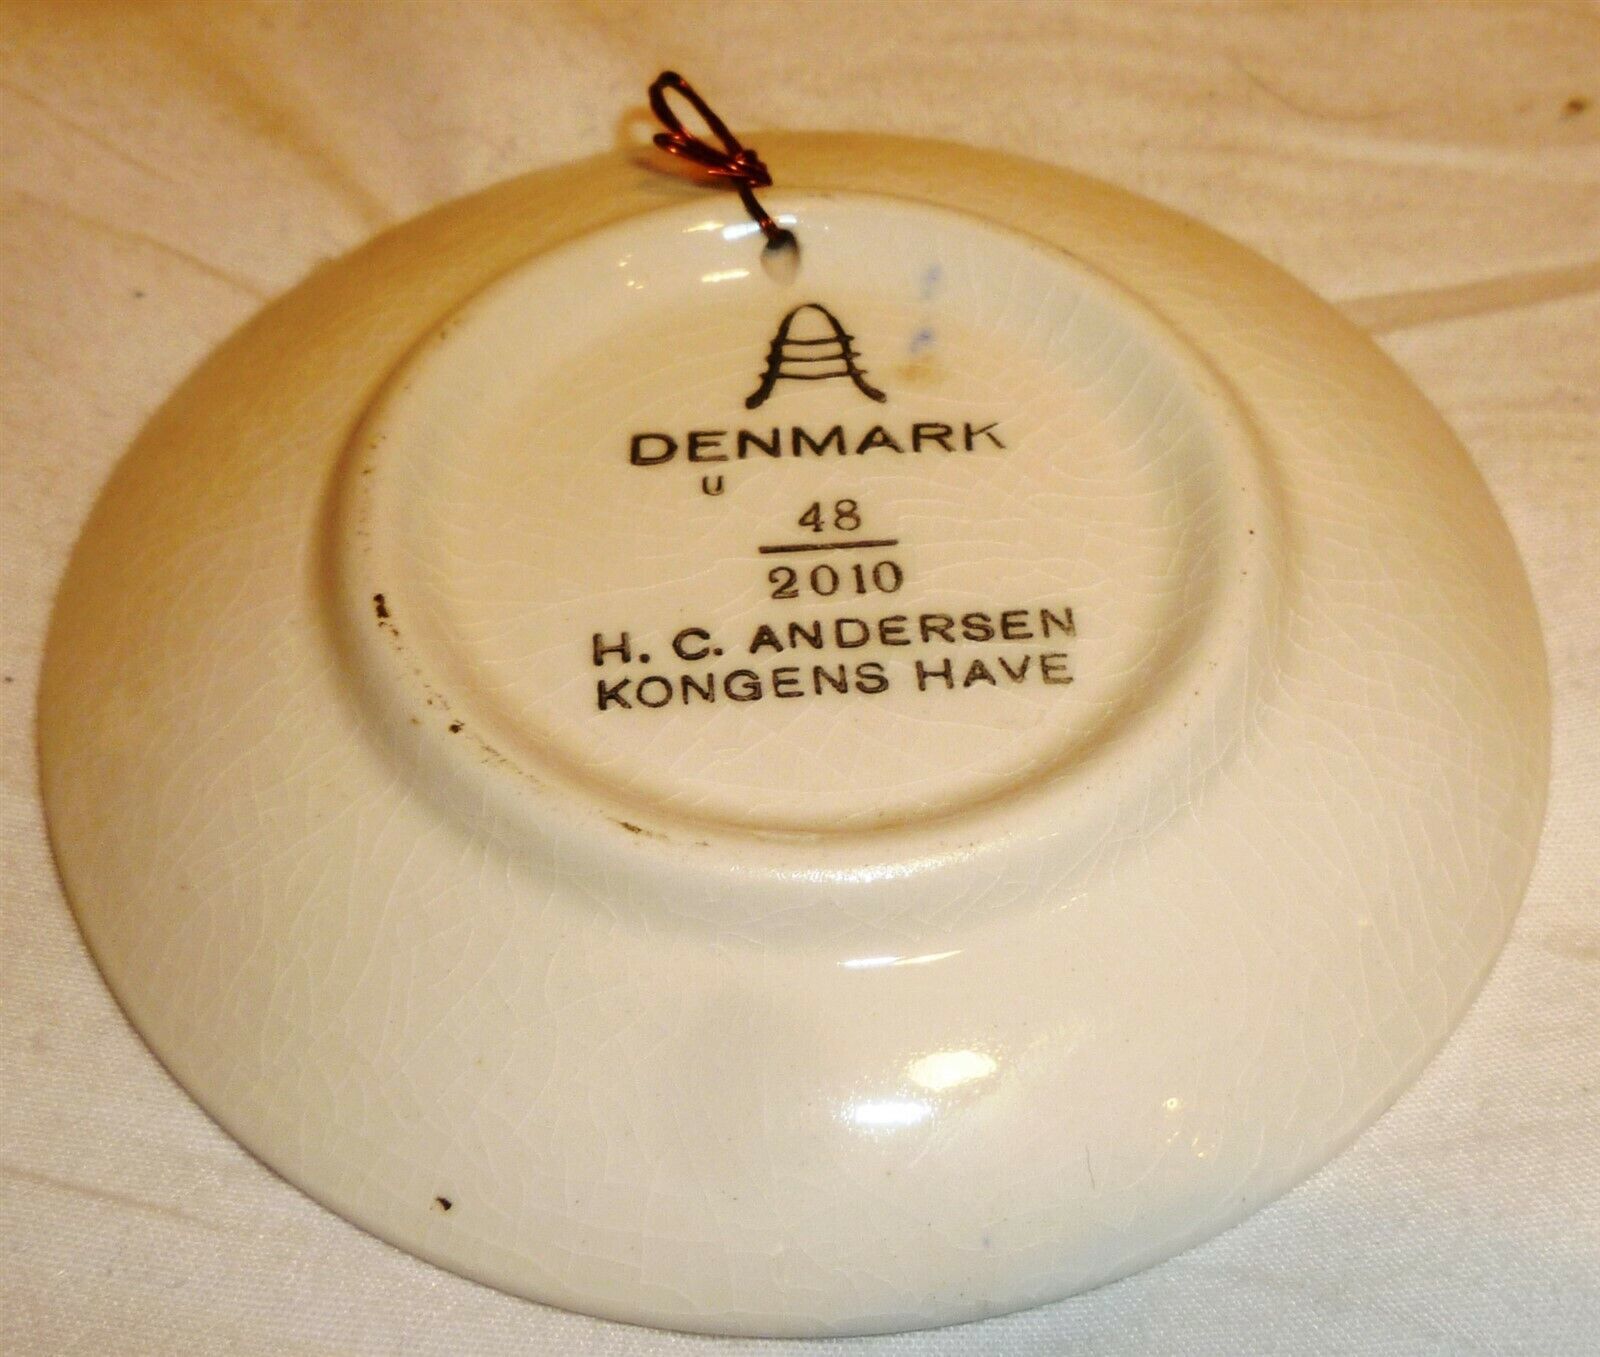 DENMARK
U
48
2010
H. C. ANDERSEN
KONGENS HAVE